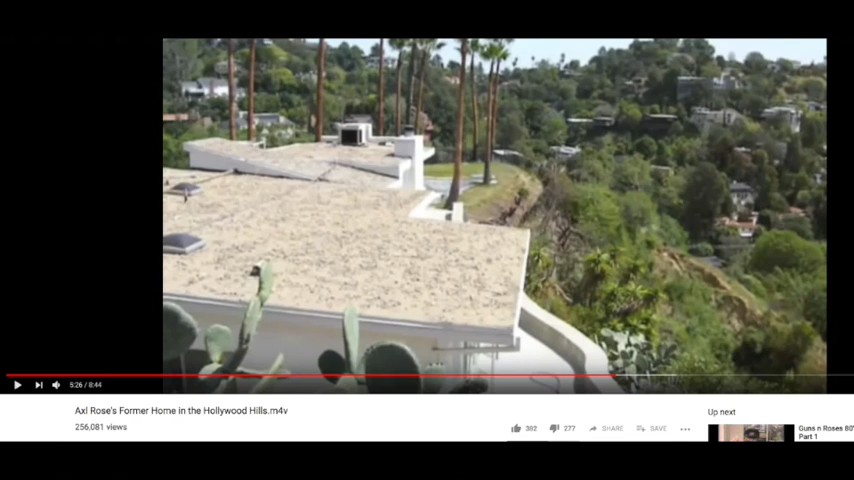 5:26 / 8:44
Axl Rose's Former Home in the Hollywood Hills.m4v
256,081 views
382
277
SHARE
SAVE
Up next
Guns n Roses 80'
Part 1